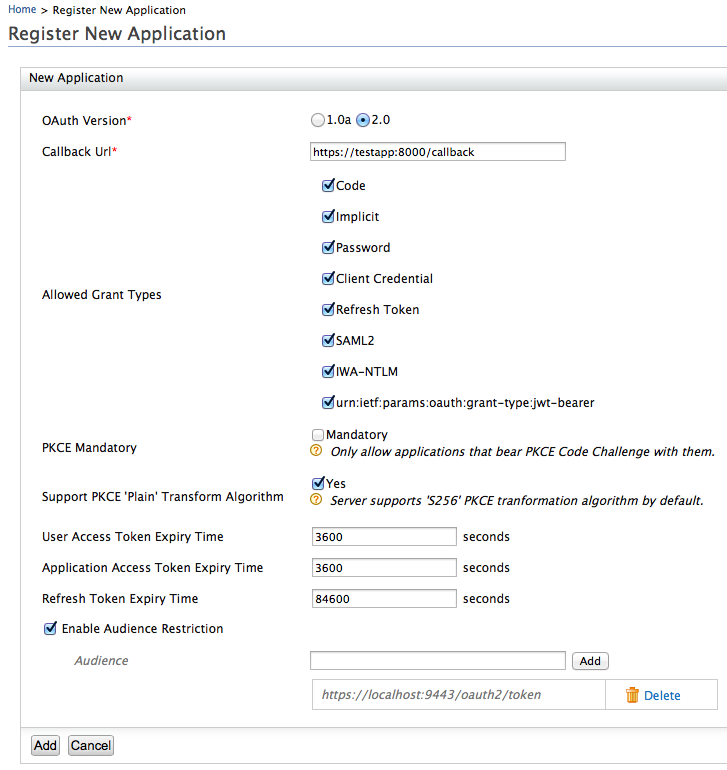 Home > Register New Application
Register New Application
New Application
OAuth Version* 1.0a 2.0
Callback Url* https://testapp:8000/callback
Allowed Grant Types
Code
Implicit
Password
Client Credential
Refresh Token
SAML2
IWA-NTLM
urn:ietf:params:oauth:grant-type:jwt-bearer
PKCE Mandatory
Mandatory
? Only allow applications that bear PKCE Code Challenge with them.
Support PKCE 'Plain' Transform Algorithm
Yes
? Server supports 'S256' PKCE tranformation algorithm by default.
User Access Token Expiry Time 3600 seconds
Application Access Token Expiry Time 3600 seconds
Refresh Token Expiry Time 84600 seconds
Enable Audience Restriction
Audience Add
https://localhost:9443/oauth2/token Delete
Add Cancel